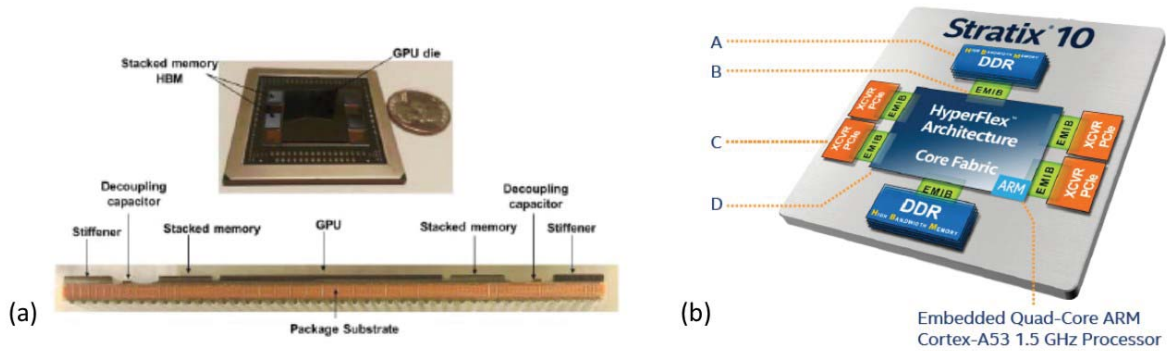 GPU die
Stacked memory
HBM
Decoupling
capacitor
Decoupling
capacitor
Stiffener
Stacked memory
GPU
Stacked memory
Stiffener
Package Substrate
(a)
Stratix 10
A
B
C
D
HIGH BANDWIDTH MEMORY
DDR
EMIB
XCVR
PCIe
EMIB
XCVR
PCIe
EMIB
HyperFlex™
Architecture
Core Fabric
ARM
EMIB
XCVR
PCIe
EMIB
XCVR
PCIe
EMIB
DDR
HIGH BANDWIDTH MEMORY
Embedded Quad-Core ARM
Cortex-A53 1.5 GHz Processor
(b)